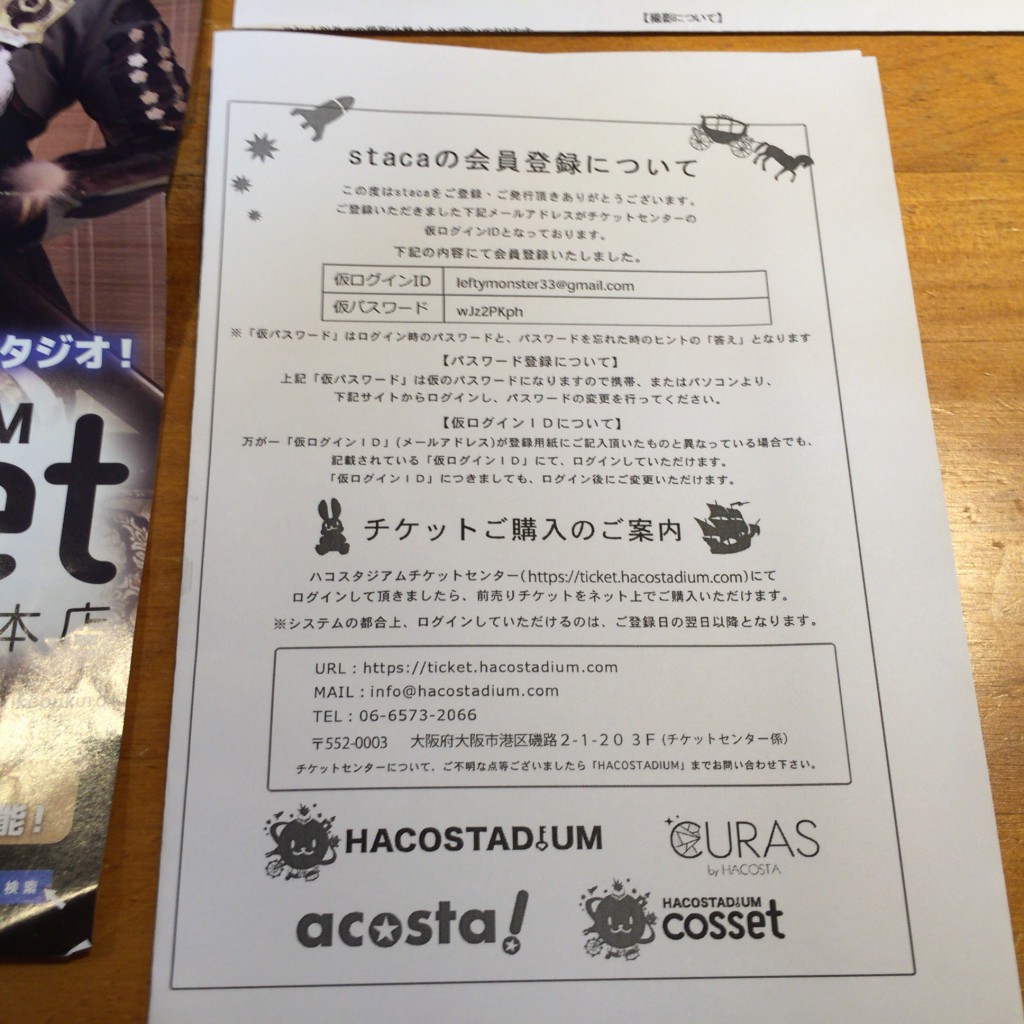 【撮影について】
stacaの会員登録について
この度はstacaをご登録・ご発行頂きありがとうございます。
ご登録いただきました下記メールアドレスがチケットセンターの
仮ログインIDとなっております。
下記の内容にて会員登録いたしました。
仮ログインID leftymonster33@gmail.com
仮パスワード wJz2PKph
※「仮パスワード」はログイン時のパスワードと、パスワードを忘れた時のヒントの「答え」となります
【パスワード登録について】
上記「仮パスワード」は仮のパスワードになりますので携帯、またはパソコンより、
下記サイトからログインし、パスワードの変更を行ってください。
【仮ログインＩＤについて】
万が一「仮ログインＩＤ」(メールアドレス)が登録用紙にご記入頂いたものと異なっている場合でも、
記載されている「仮ログインＩＤ」にて、ログインしていただけます。
「仮ログインＩＤ」につきましても、ログイン後にご変更いただけます。
チケットご購入のご案内
ハコスタジアムチケットセンター(https://ticket.hacostadium.com)にて
ログインして頂きましたら、前売りチケットをネット上でご購入いただけます。
※システムの都合上、ログインしていただけるのは、ご登録日の翌日以降となります。
URL：https://ticket.hacostadium.com
MAIL：info@hacostadium.com
TEL：06-6573-2066
〒552-0003 大阪府大阪市港区磯路２-１-２０ ３Ｆ(チケットセンター係)
チケットセンターについて、ご不明な点等ございましたら「HACOSTADIUM」までお問い合わせ下さい。
HACOSTADIUM
CURAS
by HACOSTA
acosta!
HACOSTADIUM
cosset
タジオ！
M
et
本店
能！
検索